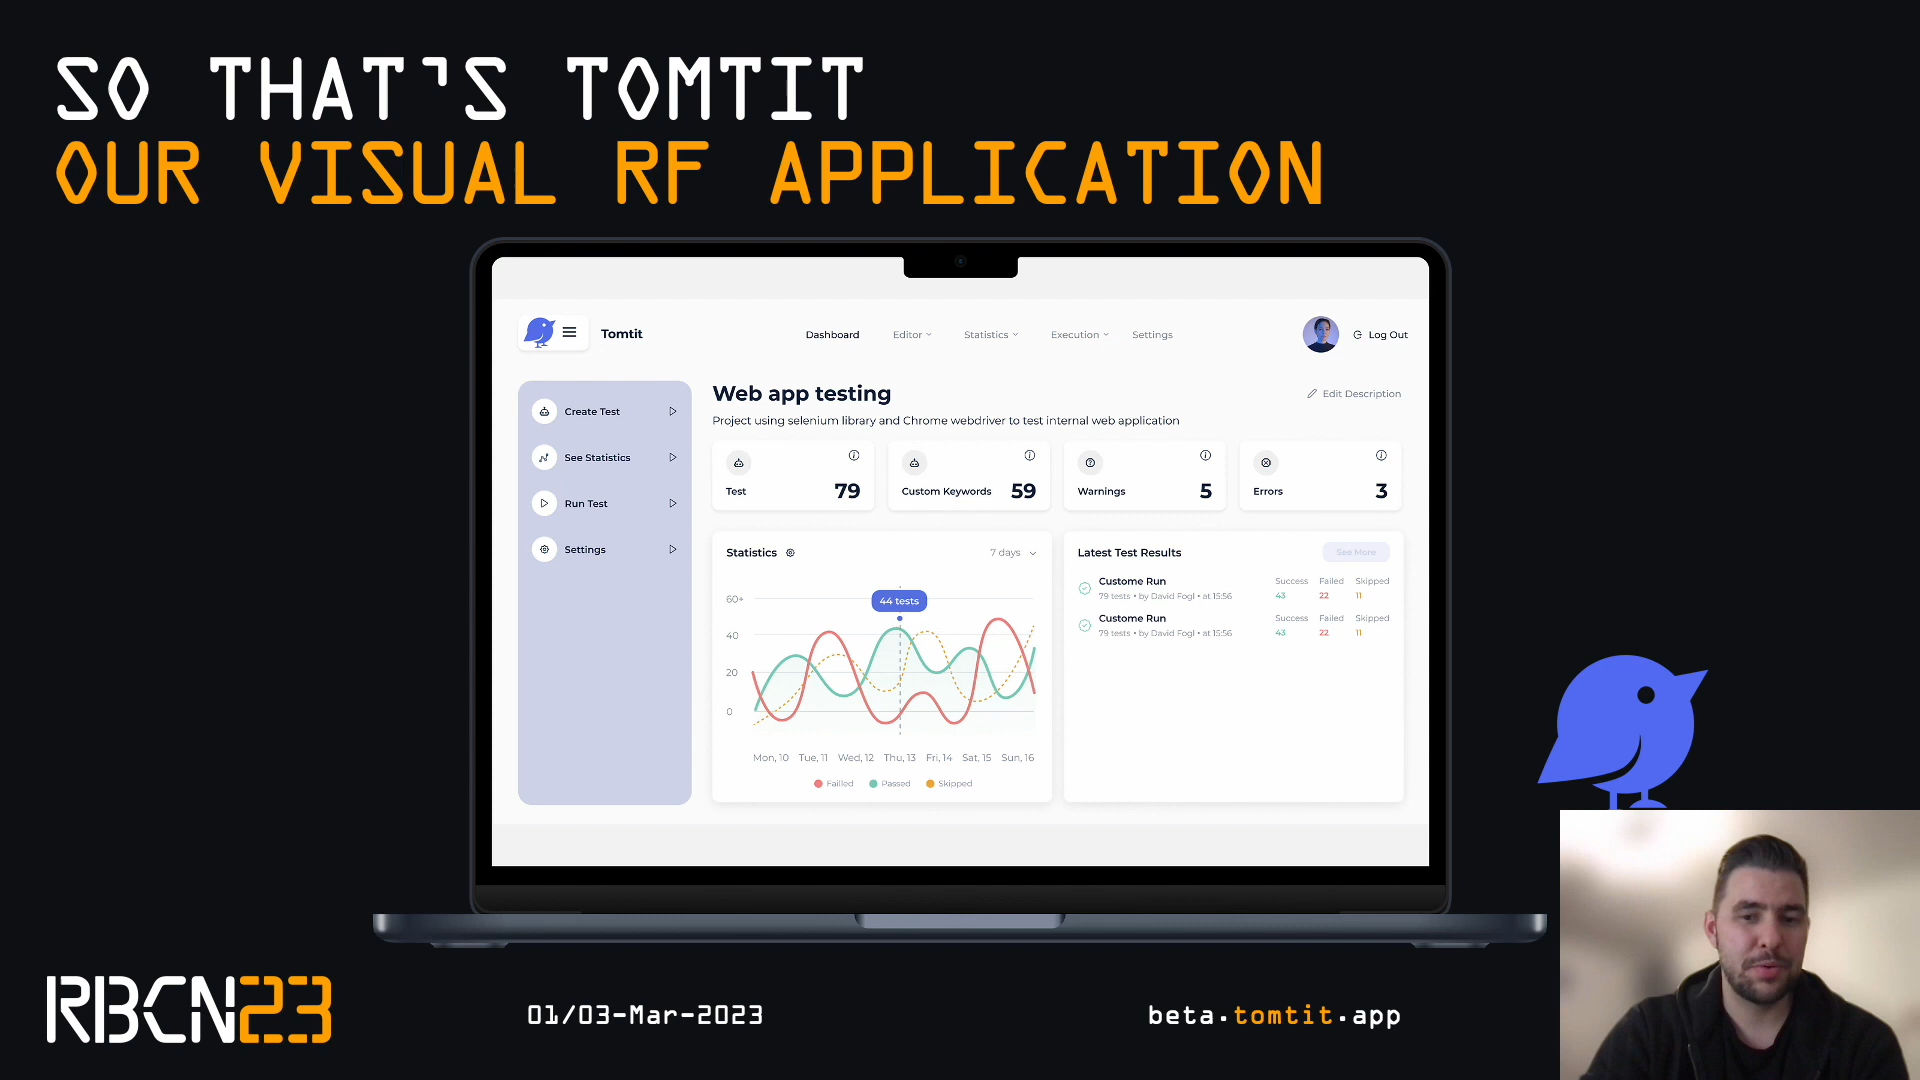 SO THAT'S TOMTIT
OUR VISUAL RF APPLICATION
Tomtit
Dashboard
Editor
Statistics
Execution
Settings
Log Out
Create Test
See Statistics
Run Test
Settings
Web app testing
Edit Description
Project using selenium library and Chrome webdriver to test internal web application
Test 79
Custom Keywords 59
Warnings 5
Errors 3
Statistics
7 days
60+
40
20
0
44 tests
Mon, 10 Tue, 11 Wed, 12 Thu, 13 Fri, 14 Sat, 15 Sun, 16
Failled Passed Skipped
Latest Test Results
See More
Custome Run
79 tests • by David Fogl • at 15:56
Success Failed Skipped
43 22 11
Custome Run
79 tests • by David Fogl • at 15:56
Success Failed Skipped
43 22 11
RBCN23
01/03-Mar-2023
beta.tomtit.app